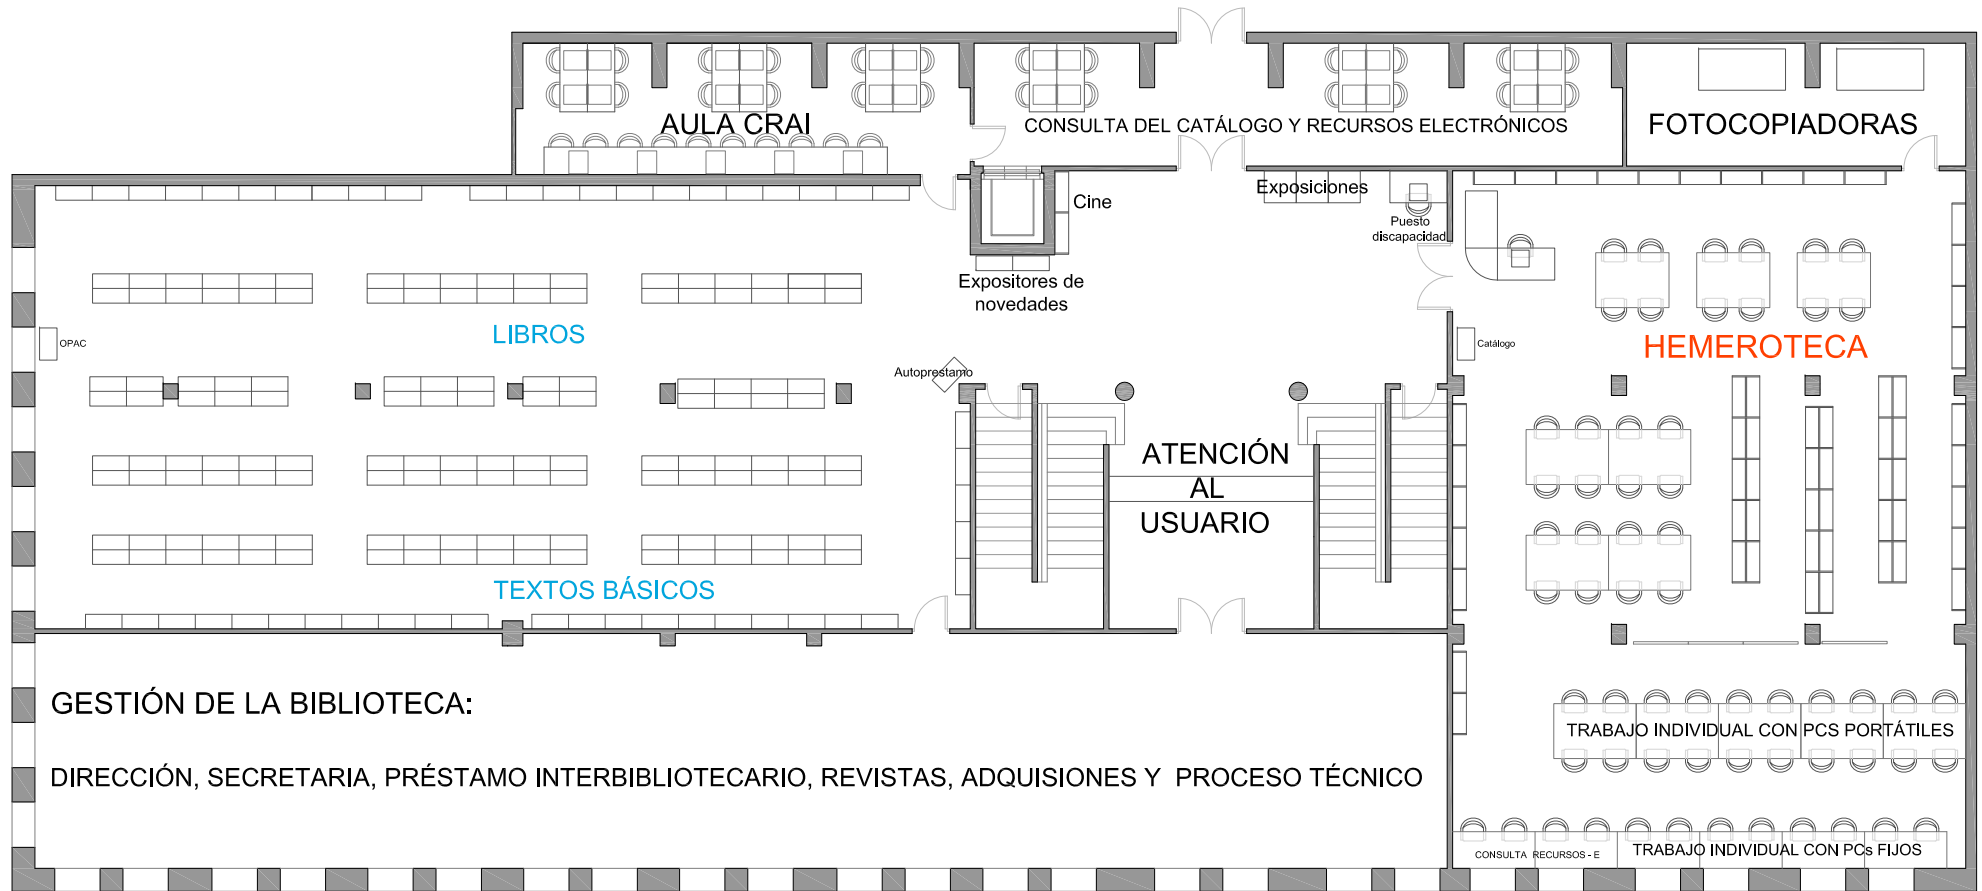 AULA CRAI
CONSULTA DEL CATÁLOGO Y RECURSOS ELECTRÓNICOS
FOTOCOPIADORAS
Cine
Exposiciones
Puesto
discapacidad
Expositores de
novedades
LIBROS
OPAC
Autoprestamo
Catálogo
HEMEROTECA
ATENCIÓN
AL
USUARIO
TEXTOS BÁSICOS
GESTIÓN DE LA BIBLIOTECA:
DIRECCIÓN, SECRETARIA, PRÉSTAMO INTERBIBLIOTECARIO, REVISTAS, ADQUISIONES Y PROCESO TÉCNICO
TRABAJO INDIVIDUAL CON PCS PORTÁTILES
CONSULTA RECURSOS - E
TRABAJO INDIVIDUAL CON PCs FIJOS